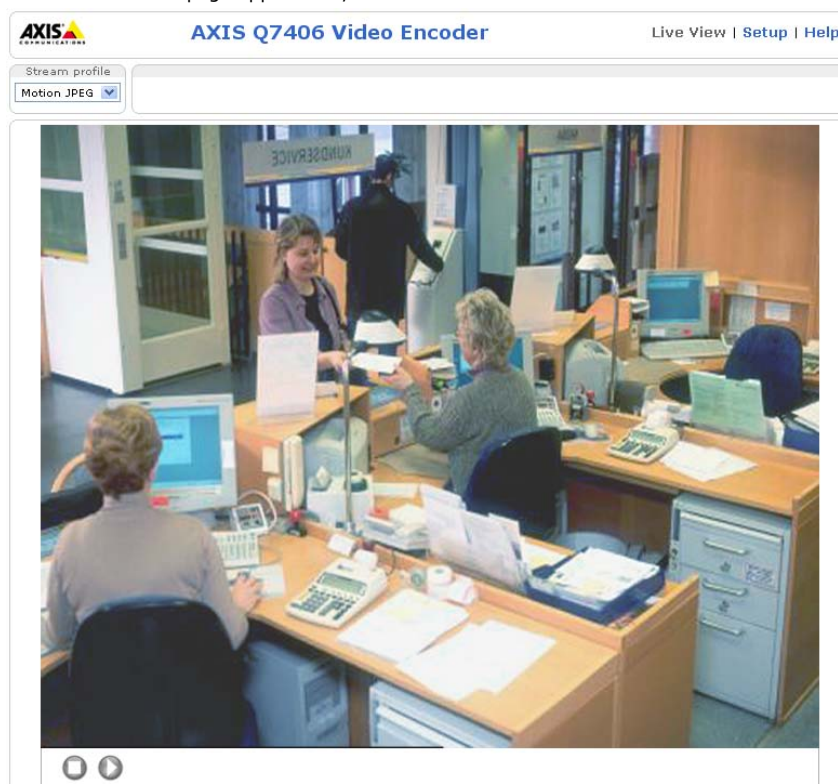 AXIS
COMMUNICATIONS
AXIS Q7406 Video Encoder
Live View | Setup | Help
Stream profile
Motion JPEG
KUNDSERVICE